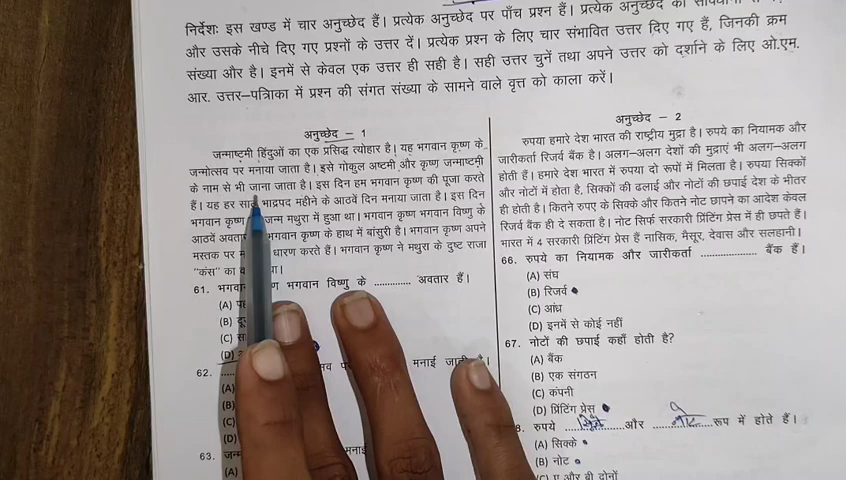 निर्देशः इस खण्ड में चार अनुच्छेद हैं। प्रत्येक अनुच्छेद पर पाँच प्रश्न हैं। प्रत्येक अनुच्छेद को
और उसके नीचे दिए गए प्रश्नों के उत्तर दें। प्रत्येक प्रश्न के लिए चार संभावित उत्तर दिए गए हैं, जिनकी क्रम
संख्या और है। इनमें से केवल एक उत्तर ही सही है। सही उत्तर चुनें तथा अपने उत्तर को दर्शाने के लिए ओ.एम.
आर. उत्तर–पत्रिाका में प्रश्न की संगत संख्या के सामने वाले वृत्त को काला करें।
अनुच्छेद – 1
जन्माष्टमी हिंदुओं का एक प्रसिद्ध त्योहार है। यह भगवान कृष्ण के
जन्मोत्सव पर मनाया जाता है। इसे गोकुल अष्टमी और कृष्ण जन्माष्टमी
के नाम से भी जाना जाता है। इस दिन हम भगवान कृष्ण की पूजा करते
हैं। यह हर भाद्रपद महीने के आठवें दिन मनाया जाता है। इस दिन
भगवान कृष्ण जन्म मथुरा में हुआ था। भगवान कृष्ण भगवान विष्णु के
आठवें भगवान कृष्ण के हाथ में बांसुरी है। भगवान कृष्ण अपने
मस्तक पर धारण करते हैं। भगवान कृष्ण ने मथुरा के दुष्ट राजा
"कंस" का
61. भगवान विष्णु के .............. अवतार हैं।
(A)
(B)
(C)
(D)
62. मनाई जाती है।
(A)
(B)
(C)
(D)
63.
(A)
अनुच्छेद – 2
रुपया हमारे देश भारत की राष्ट्रीय मुद्रा है। रुपये का नियामक और
जारीकर्ता रिजर्व बैंक है। अलग–अलग देशों की मुद्राएं भी अलग–अलग
होती हैं। हमारे देश भारत में रुपया दो रूपों में मिलता है। रुपया सिक्कों
और नोटों में होता है, सिक्कों की ढलाई और नोटों की छपाई देश के भीतर
ही होती है। कितने रुपए के सिक्के और कितने नोट छापने का आदेश केवल
रिजर्व बैंक ही दे सकता है। नोट सिर्फ सरकारी प्रिंटिंग प्रेस में ही छपते हैं।
भारत में 4 सरकारी प्रिंटिंग प्रेस हैं नासिक, मैसूर, देवास और सलहानी।
66. रुपये का नियामक और जारीकर्ता ..................... बैंक हैं।
(A) संघ
(B) रिजर्व
(C) आंध्र
(D) इनमें से कोई नहीं
67. नोटों की छपाई कहाँ होती है?
(A) बैंक
(B) एक संगठन
(C) कंपनी
(D) प्रिंटिंग प्रेस
8. रुपये ..................और ..................रूप में होते हैं।
(A) सिक्के
(B) नोट
(C) ए और बी दोनों